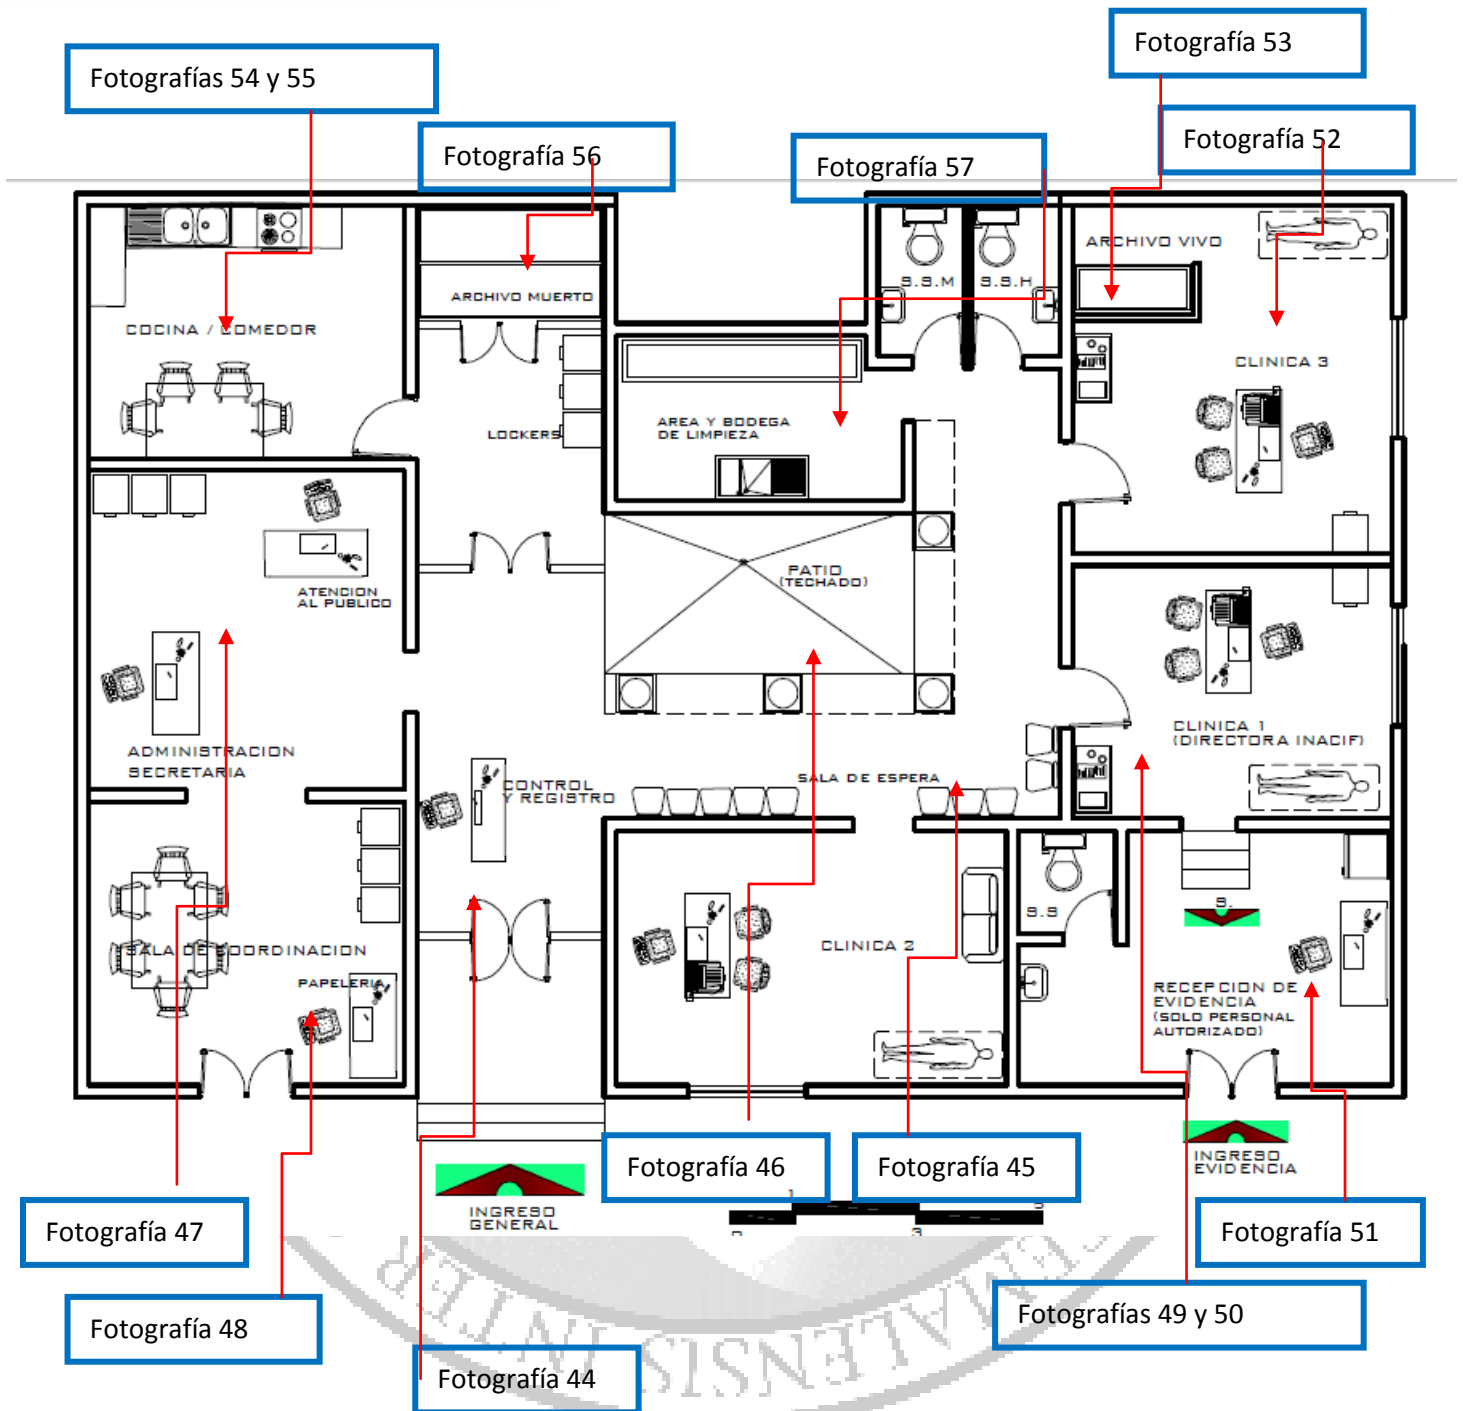 Fotografía 53
Fotografías 54 y 55
Fotografía 56
Fotografía 57
Fotografía 52
ARCHIVO VIVO
S.S.M
S.S.H
ARCHIVO MUERTO
COCINA / COMEDOR
CLINICA 3
LOCKERS
AREA Y BODEGA
DE LIMPIEZA
PATIO
(TECHADO)
ATENCION
AL PUBLICO
CLINICA 1
(DIRECTORA INACIF)
ADMINISTRACION
SECRETARIA
CONTROL
Y REGISTRO
SALA DE ESPERA
S.S
S.
CLINICA 2
SALA DE COORDINACION
PAPELERIA
RECEPCION DE
EVIDENCIA
(SOLO PERSONAL
AUTORIZADO)
INGRESO
EVIDENCIA
Fotografía 46
Fotografía 45
INGRESO
GENERAL
1
3
Fotografía 47
Fotografía 51
Fotografía 48
Fotografías 49 y 50
Fotografía 44